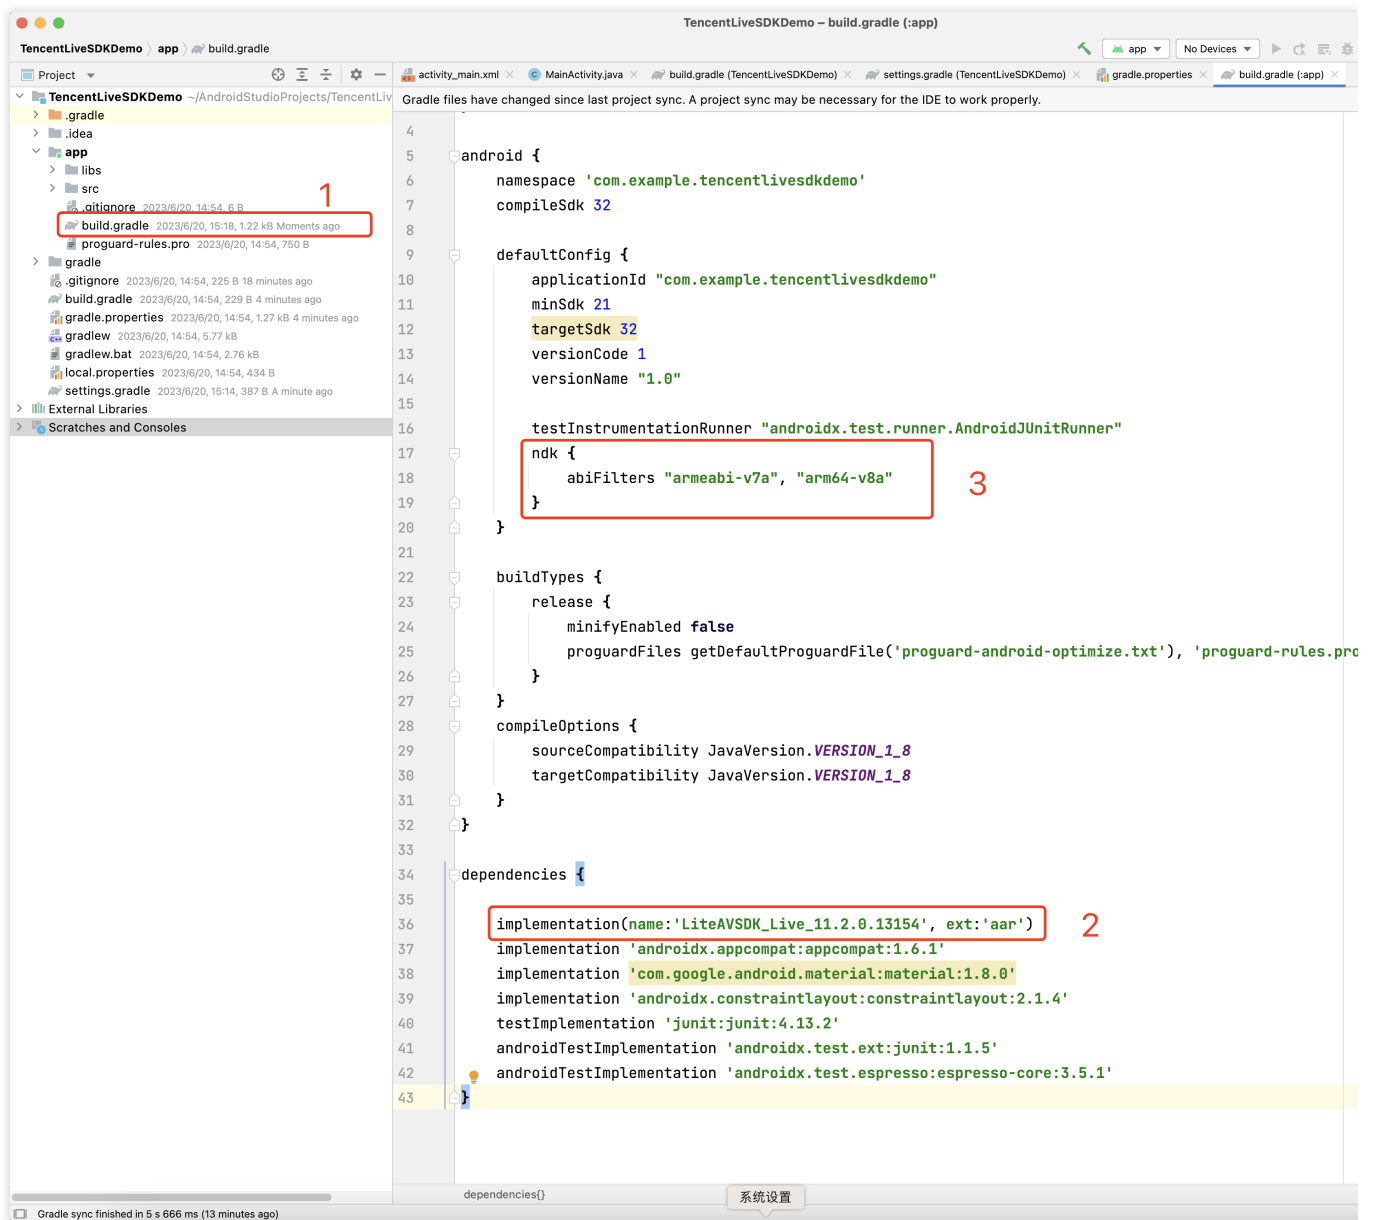 TencentLiveSDKDemo – build.gradle (:app)
TencentLiveSDKDemo app build.gradle
app No Devices
Project
activity_main.xml MainActivity.java build.gradle (TencentLiveSDKDemo) settings.gradle (TencentLiveSDKDemo) gradle.properties build.gradle (:app)
TencentLiveSDKDemo ~/AndroidStudioProjects/TencentLiv
.gradle
.idea
app
libs
src
.gitignore 2023/6/20, 14:54, 6 B
1
build.gradle 2023/6/20, 15:18, 1.22 kB Moments ago
proguard-rules.pro 2023/6/20, 14:54, 750 B
gradle
.gitignore 2023/6/20, 14:54, 225 B 18 minutes ago
build.gradle 2023/6/20, 14:54, 229 B 4 minutes ago
gradle.properties 2023/6/20, 14:54, 1.27 kB 4 minutes ago
gradlew 2023/6/20, 14:54, 5.77 kB
gradlew.bat 2023/6/20, 14:54, 2.76 kB
local.properties 2023/6/20, 14:54, 434 B
settings.gradle 2023/6/20, 15:14, 387 B A minute ago
External Libraries
Scratches and Consoles
Gradle files have changed since last project sync. A project sync may be necessary for the IDE to work properly.
4
5 android {
6 namespace 'com.example.tencentlivesdkdemo'
7 compileSdk 32
8
9 defaultConfig {
10 applicationId "com.example.tencentlivesdkdemo"
11 minSdk 21
12 targetSdk 32
13 versionCode 1
14 versionName "1.0"
15
16 testInstrumentationRunner "androidx.test.runner.AndroidJUnitRunner"
17 ndk {
18 abiFilters "armeabi-v7a", "arm64-v8a"
3
19 }
20 }
21
22 buildTypes {
23 release {
24 minifyEnabled false
25 proguardFiles getDefaultProguardFile('proguard-android-optimize.txt'), 'proguard-rules.pro
26 }
27 }
28 compileOptions {
29 sourceCompatibility JavaVersion.VERSION_1_8
30 targetCompatibility JavaVersion.VERSION_1_8
31 }
32 }
33
34 dependencies {
35
36 implementation(name:'LiteAVSDK_Live_11.2.0.13154', ext:'aar')
2
37 implementation 'androidx.appcompat:appcompat:1.6.1'
38 implementation 'com.google.android.material:material:1.8.0'
39 implementation 'androidx.constraintlayout:constraintlayout:2.1.4'
40 testImplementation 'junit:junit:4.13.2'
41 androidTestImplementation 'androidx.test.ext:junit:1.1.5'
42 androidTestImplementation 'androidx.test.espresso:espresso-core:3.5.1'
43 }
dependencies{}
系统设置
Gradle sync finished in 5 s 666 ms (13 minutes ago)